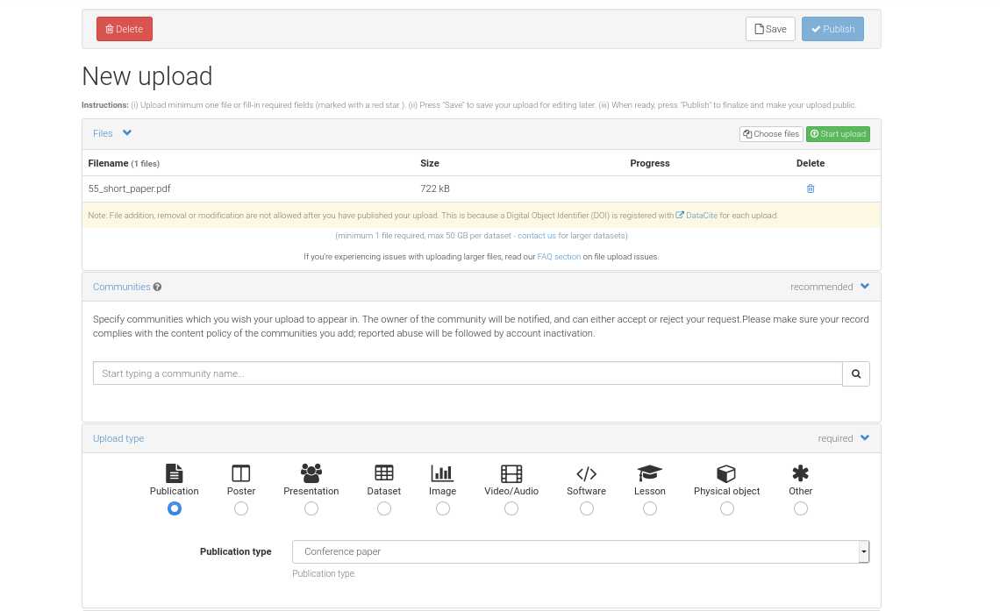 Delete Save Publish
New upload
Instructions: (i) Upload minimum one file or fill-in required fields (marked with a red star ). (ii) Press "Save" to save your upload for editing later. (iii) When ready, press "Publish" to finalize and make your upload public.
Files Choose files Start upload
Filename (1 files) Size Progress Delete
55_short_paper.pdf 722 kB
Note: File addition, removal or modification are not allowed after you have published your upload. This is because a Digital Object Identifier (DOI) is registered with DataCite for each upload.
(minimum 1 file required, max 50 GB per dataset - contact us for larger datasets)
If you're experiencing issues with uploading larger files, read our FAQ section on file upload issues.
Communities recommended
Specify communities which you wish your upload to appear in. The owner of the community will be notified, and can either accept or reject your request.Please make sure your record
complies with the content policy of the communities you add; reported abuse will be followed by account inactivation.
Start typing a community name...
Upload type required
Publication Poster Presentation Dataset Image Video/Audio Software Lesson Physical object Other
Publication type Conference paper
Publication type.